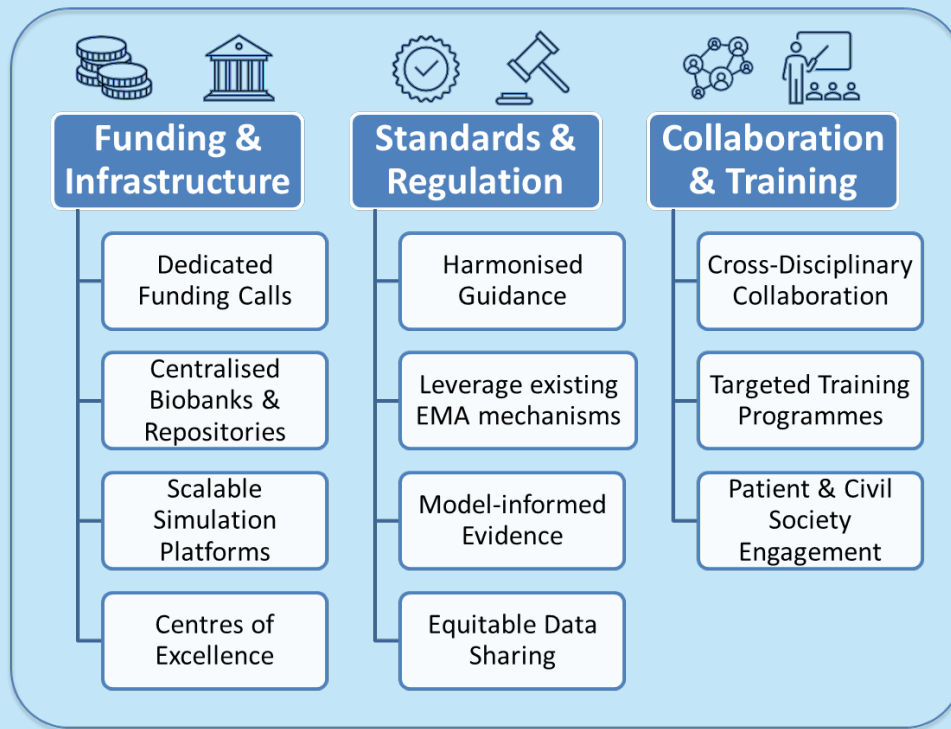 Funding &
Infrastructure
Dedicated
Funding Calls
Centralised
Biobanks &
Repositories
Scalable
Simulation
Platforms
Centres of
Excellence
Standards &
Regulation
Harmonised
Guidance
Leverage existing
EMA mechanisms
Model-informed
Evidence
Equitable Data
Sharing
Collaboration
& Training
Cross-Disciplinary
Collaboration
Targeted Training
Programmes
Patient & Civil
Society
Engagement